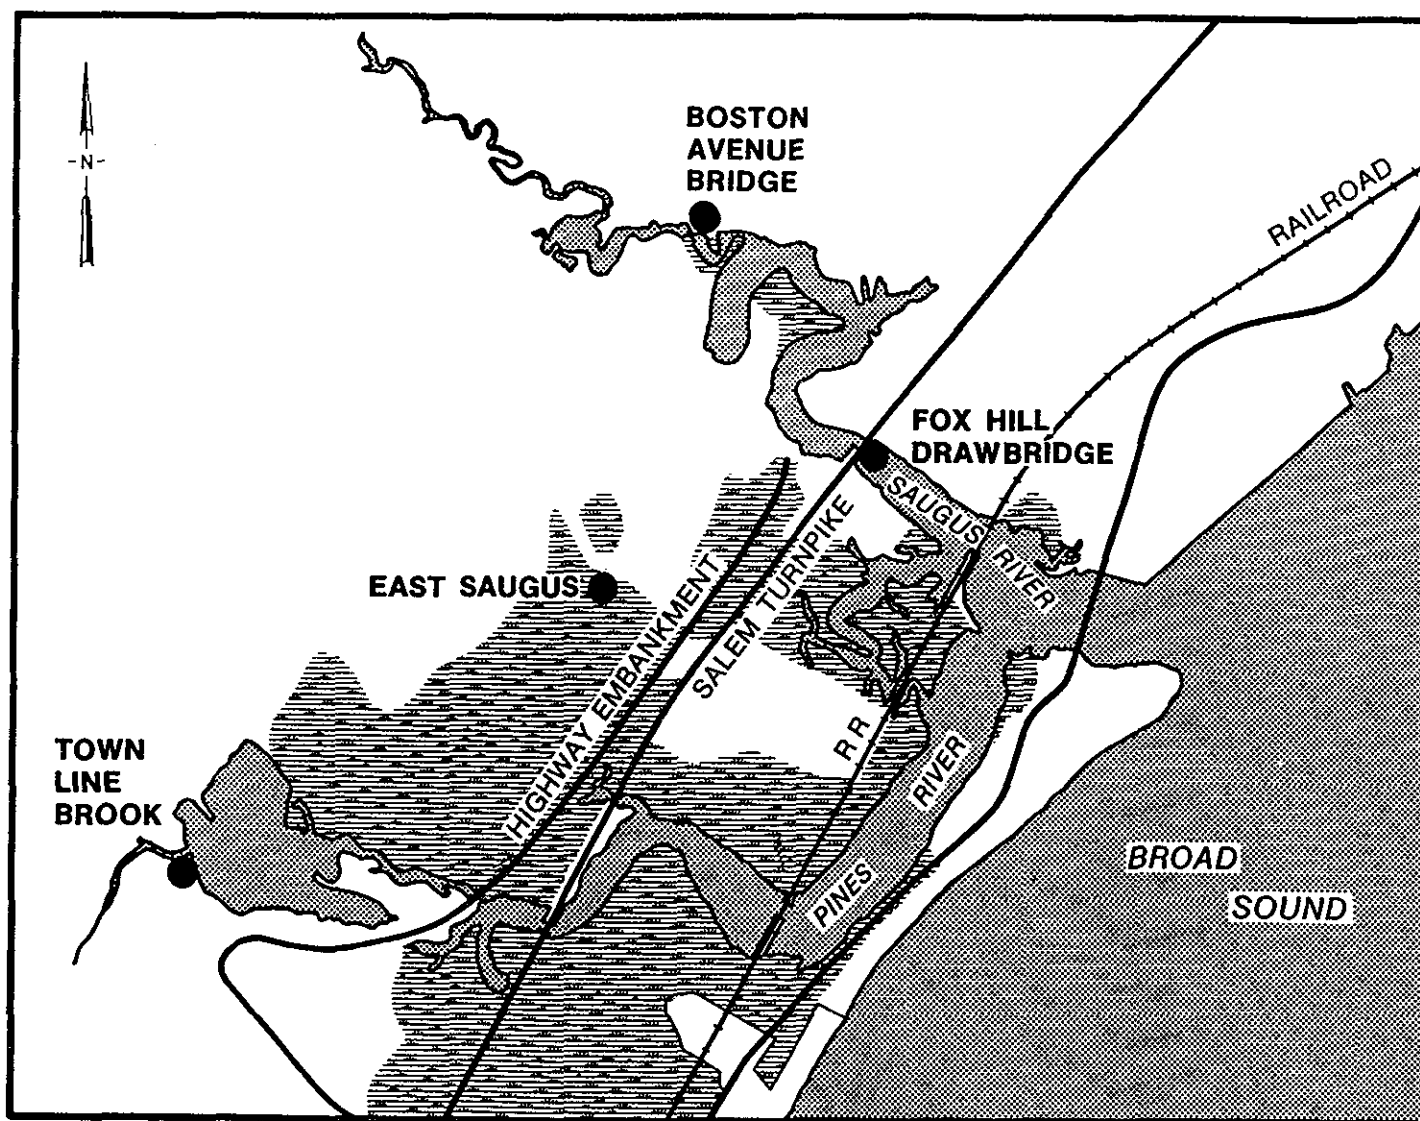 BOSTON
AVENUE
BRIDGE
-N-
RAILROAD
FOX HILL
DRAWBRIDGE
SAUGUS
RIVER
EAST SAUGUS
HIGHWAY EMBANKMENT
SALEM TURNPIKE
TOWN
LINE
BROOK
R R
RIVER
PINES
BROAD
SOUND